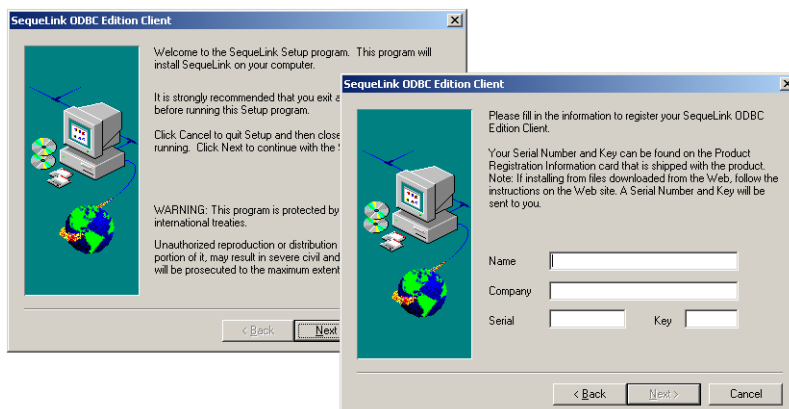 SequeLink ODBC Edition Client
Welcome to the SequeLink Setup program. This program will
install SequeLink on your computer.
It is strongly recommended that you exit a
before running this Setup program.
Click Cancel to quit Setup and then close
running. Click Next to continue with the
WARNING: This program is protected by
international treaties.
Unauthorized reproduction or distribution
portion of it, may result in severe civil and
will be prosecuted to the maximum extent
< Back Next
SequeLink ODBC Edition Client
Please fill in the information to register your SequeLink ODBC
Edition Client.
Your Serial Number and Key can be found on the Product
Registration Information card that is shipped with the product.
Note: If installing from files downloaded from the Web, follow the
instructions on the Web site. A Serial Number and Key will be
sent to you.
Name
Company
Serial Key
< Back Next > Cancel